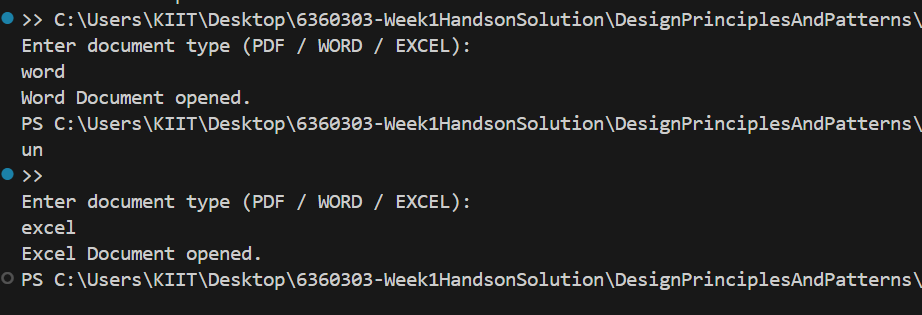 >> C:\Users\KIIT\Desktop\6360303-Week1HandsonSolution\DesignPrinciplesAndPatterns\
Enter document type (PDF / WORD / EXCEL):
word
Word Document opened.
PS C:\Users\KIIT\Desktop\6360303-Week1HandsonSolution\DesignPrinciplesAndPatterns\
un
>>
Enter document type (PDF / WORD / EXCEL):
excel
Excel Document opened.
PS C:\Users\KIIT\Desktop\6360303-Week1HandsonSolution\DesignPrinciplesAndPatterns\